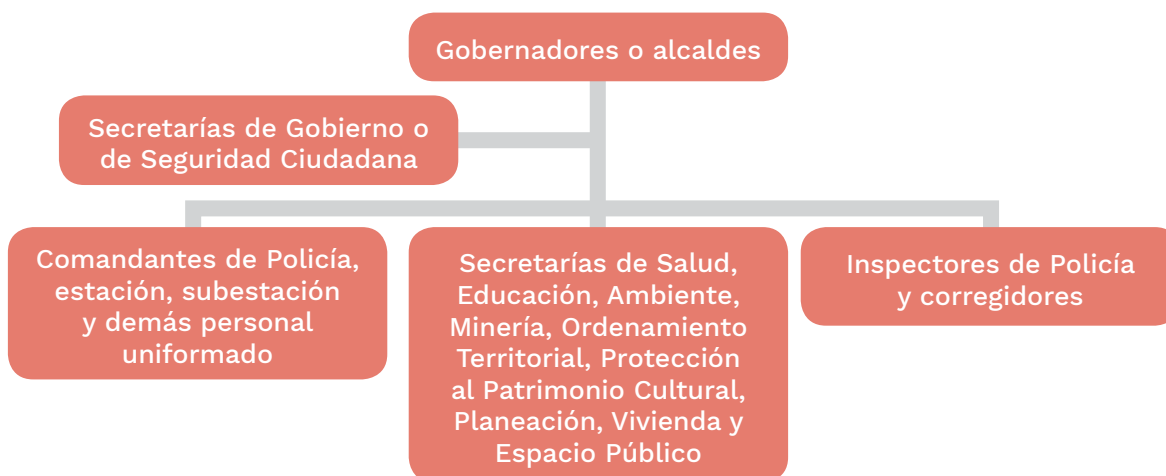 Gobernadores o alcaldes
Secretarías de Gobierno o
de Seguridad Ciudadana
Comandantes de Policía,
estación, subestación
y demás personal
uniformado
Secretarías de Salud,
Educación, Ambiente,
Minería, Ordenamiento
Territorial, Protección
al Patrimonio Cultural,
Planeación, Vivienda y
Espacio Público
Inspectores de Policía
y corregidores